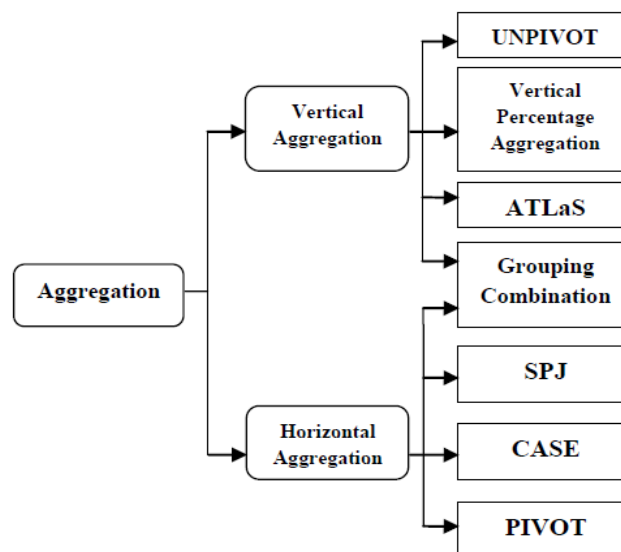 UNPIVOT
Vertical
Percentage
Aggregation
Vertical
Aggregation
ATLaS
Grouping
Combination
Aggregation
SPJ
Horizontal
Aggregation
CASE
PIVOT